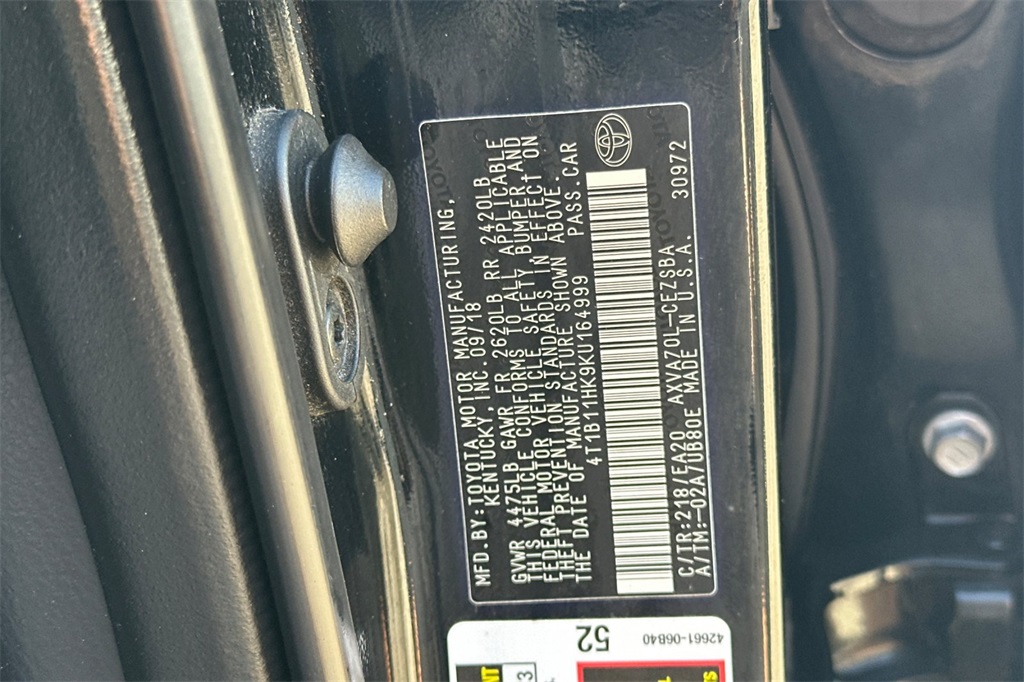 MFD.BY:TOYOTA MOTOR MANUFACTURING,
KENTUCKY, INC. 09/18
GVWR 4475LB GAWR FR 2620LB RR 2420LB
THIS VEHICLE CONFORMS TO ALL APPLICABLE
FEDERAL MOTOR VEHICLE SAFETY, BUMPER AND
THEFT PREVENTION STANDARDS IN EFFECT ON
THE DATE OF MANUFACTURE SHOWN ABOVE.
4T1B11HK9KU164999 PASS.CAR
C/TR:218/EA20 AXVA70L-CEZSBA
A/TM:-02A/UB80E MADE IN U.S.A. 30972
52
42661-06B40
3